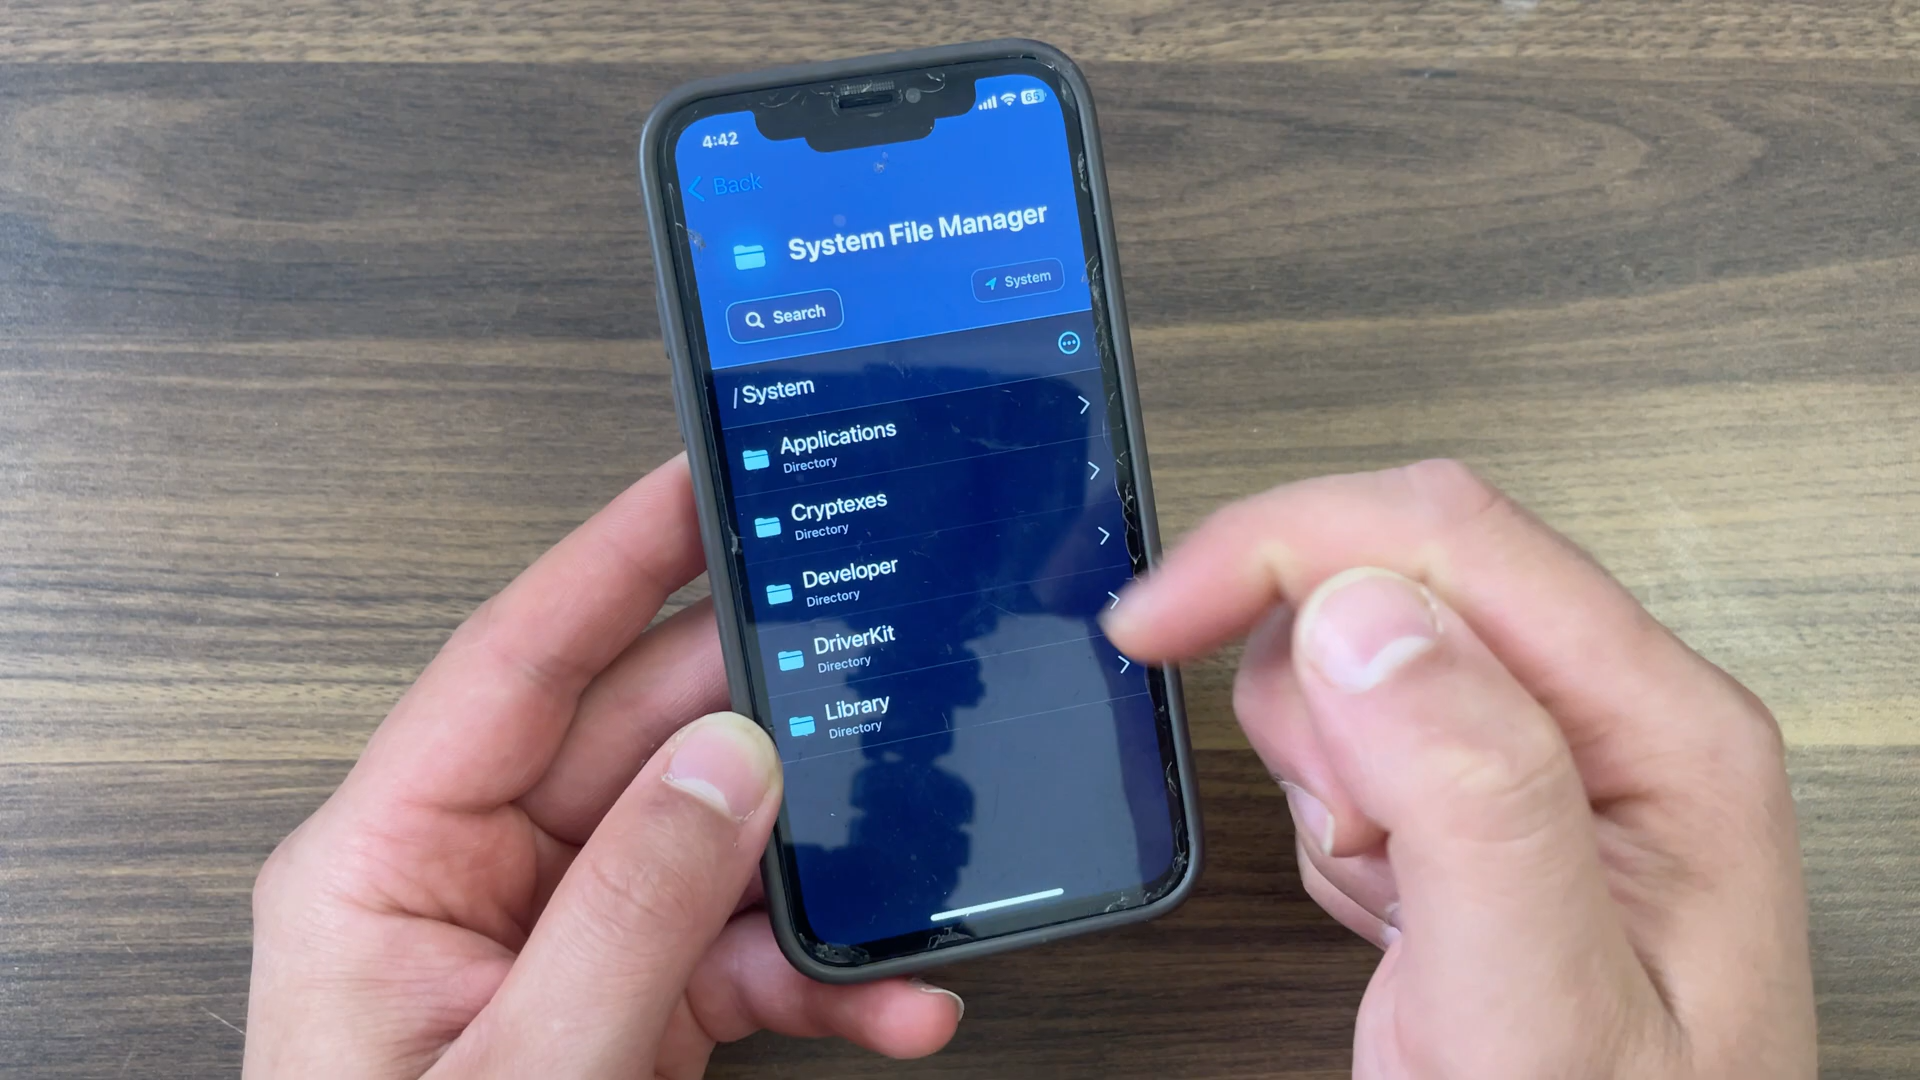 4:42
65
Back
System File Manager
Search
System
/System
Applications
Directory
Cryptexes
Directory
Developer
Directory
DriverKit
Directory
Library
Directory